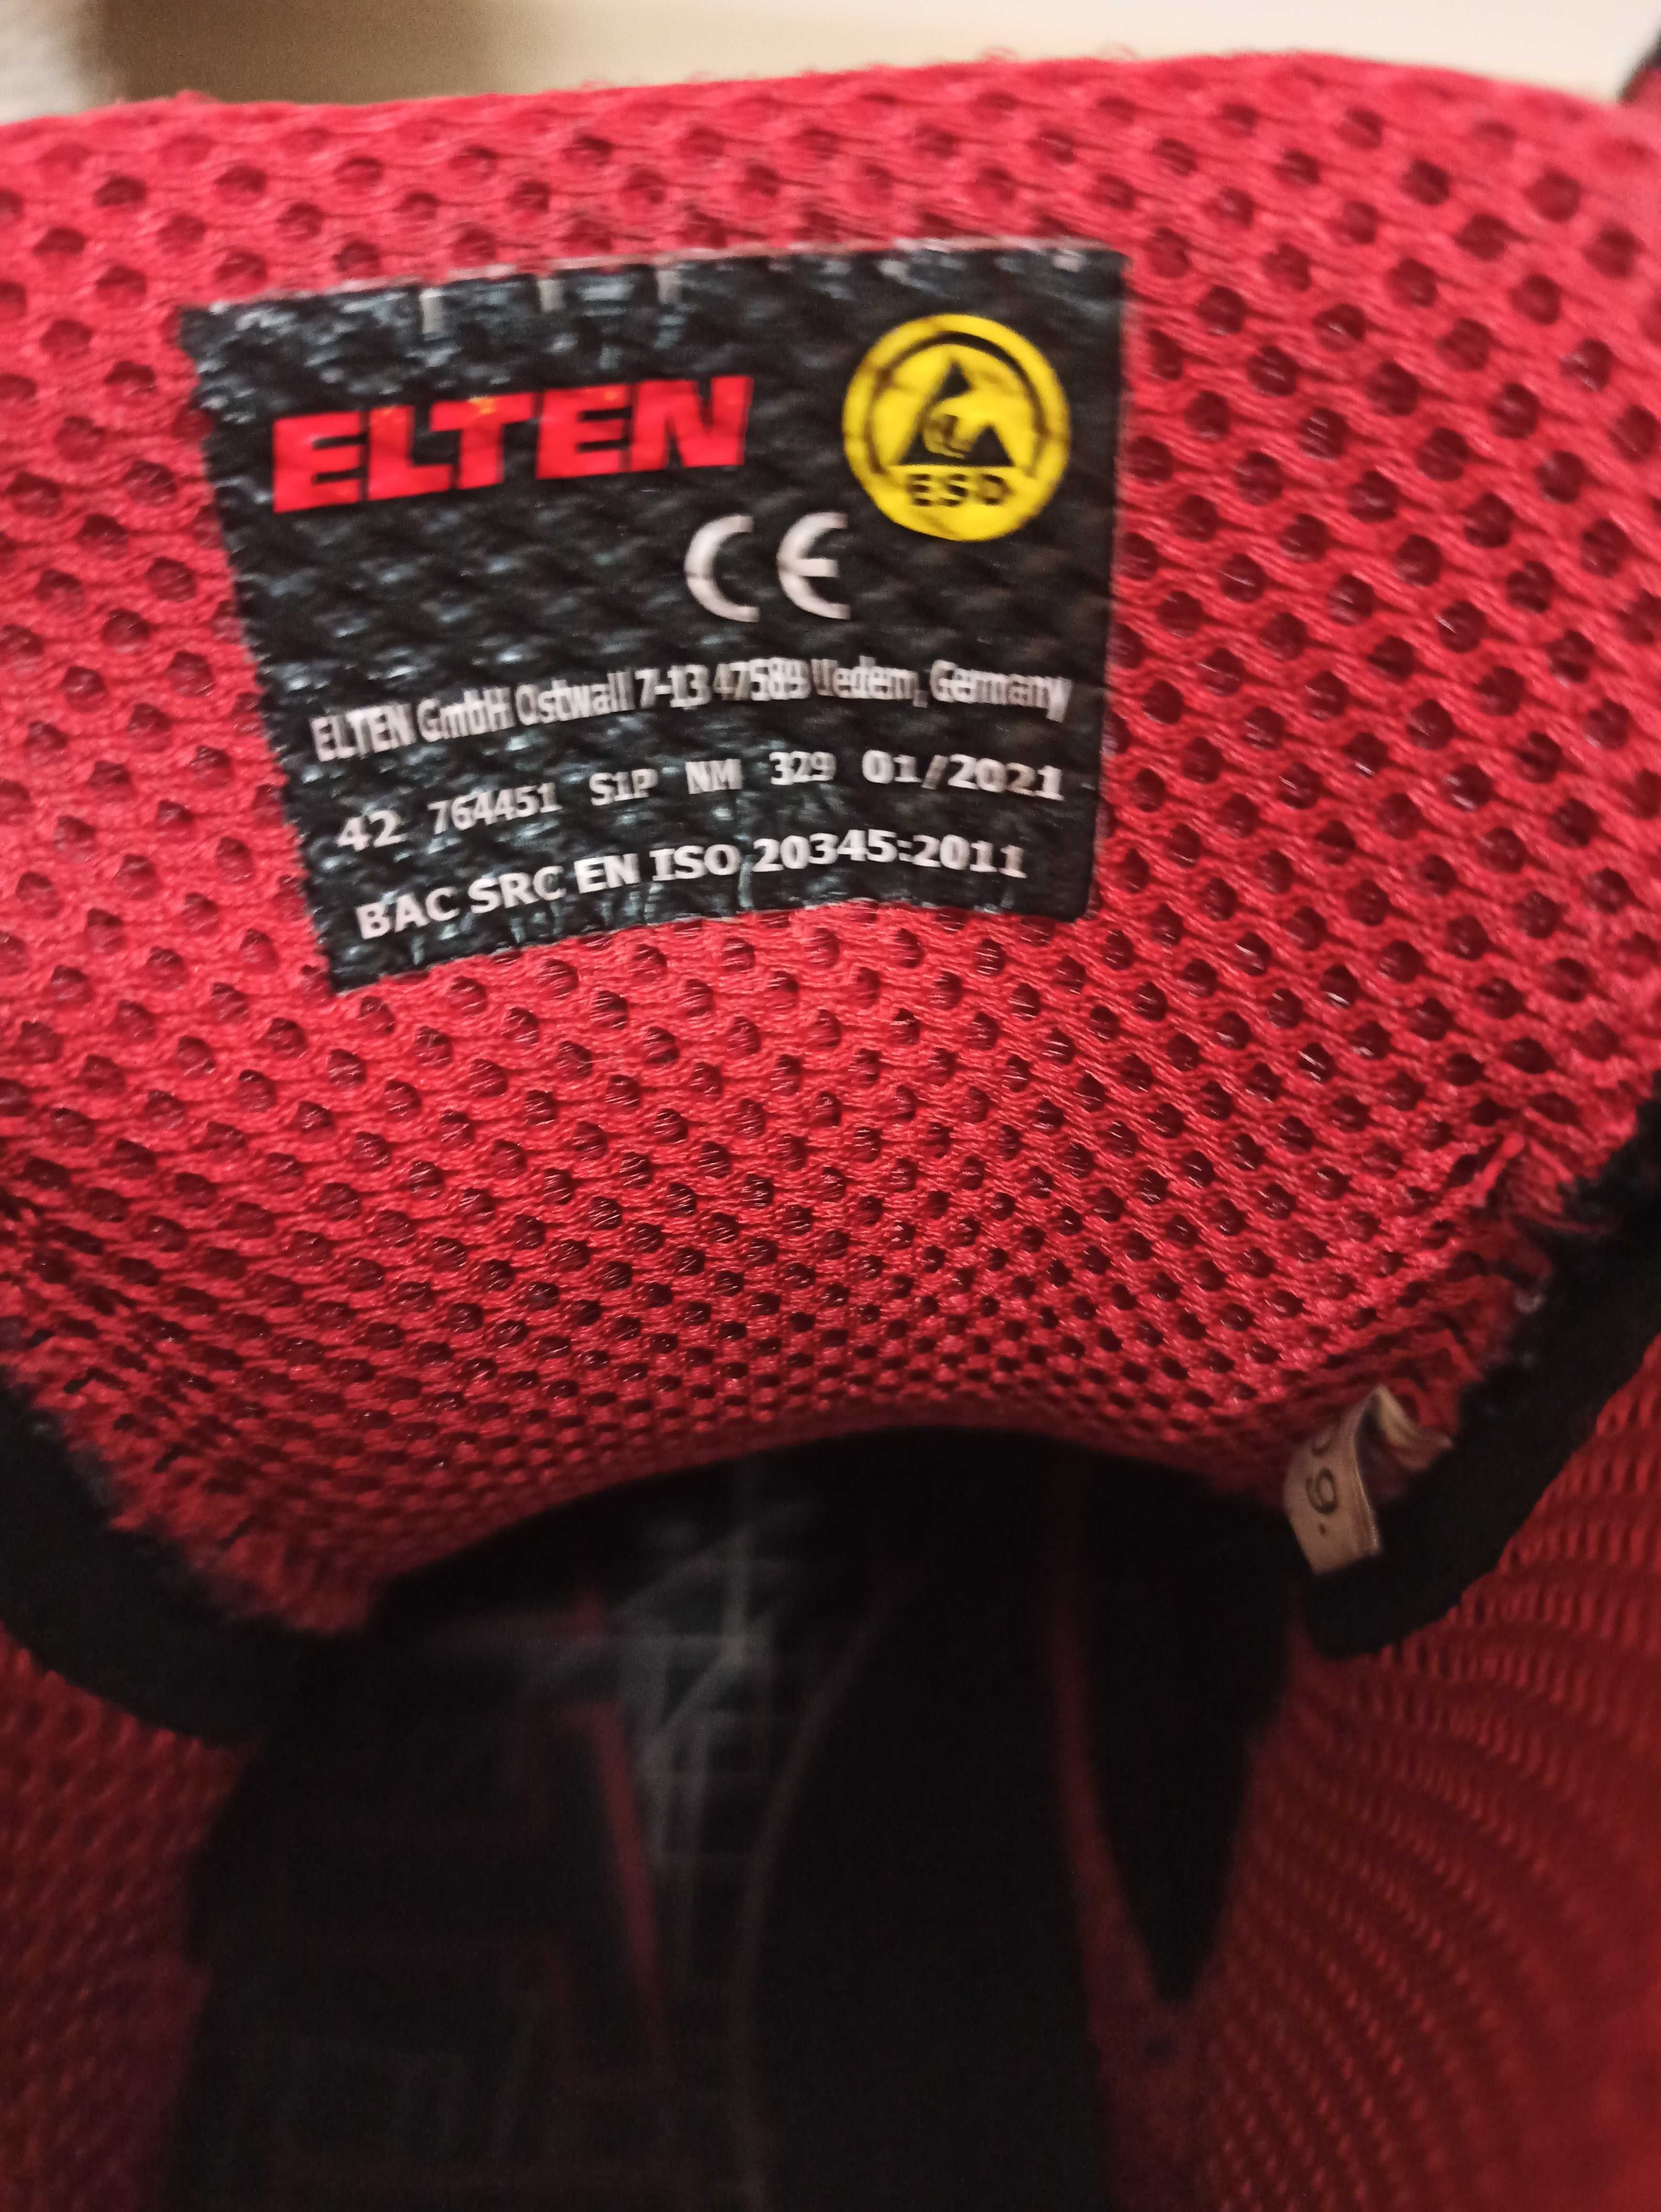 ELTEN
ESD
CE
ELTEN GmbH Ostwall 7-13 47589 Uedem, Germany
42 764451 S1P NM 329 01/2021
BAC SRC EN ISO 20345:2011